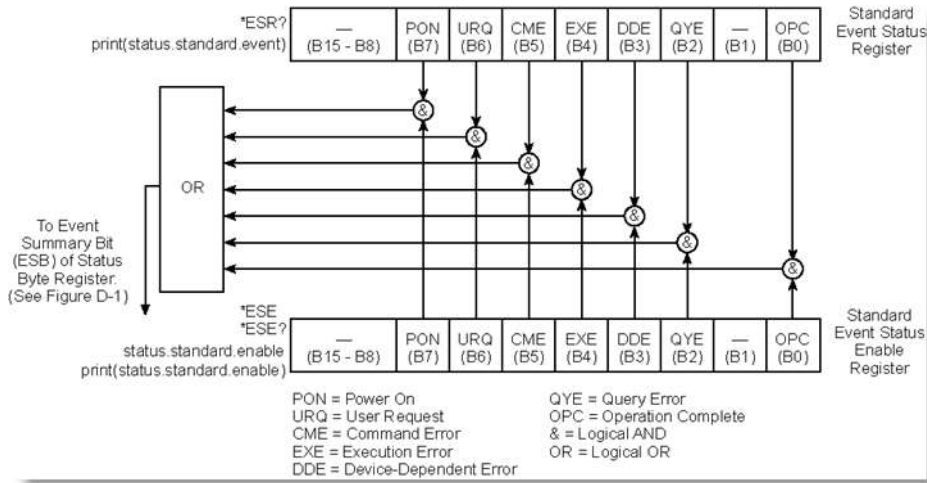 *ESR?
print(status.standard.event)
— (B15 - B8)
PON (B7)
URQ (B6)
CME (B5)
EXE (B4)
DDE (B3)
QYE (B2)
— (B1)
OPC (B0)
Standard
Event Status
Register
&
&
&
&
&
&
&
OR
To Event
Summary Bit
(ESB) of Status
Byte Register.
(See Figure D-1)
*ESE
*ESE?
status.standard.enable
print(status.standard.enable)
— (B15 - B8)
PON (B7)
URQ (B6)
CME (B5)
EXE (B4)
DDE (B3)
QYE (B2)
— (B1)
OPC (B0)
Standard
Event Status
Enable
Register
PON = Power On
URQ = User Request
CME = Command Error
EXE = Execution Error
DDE = Device-Dependent Error
QYE = Query Error
OPC = Operation Complete
& = Logical AND
OR = Logical OR